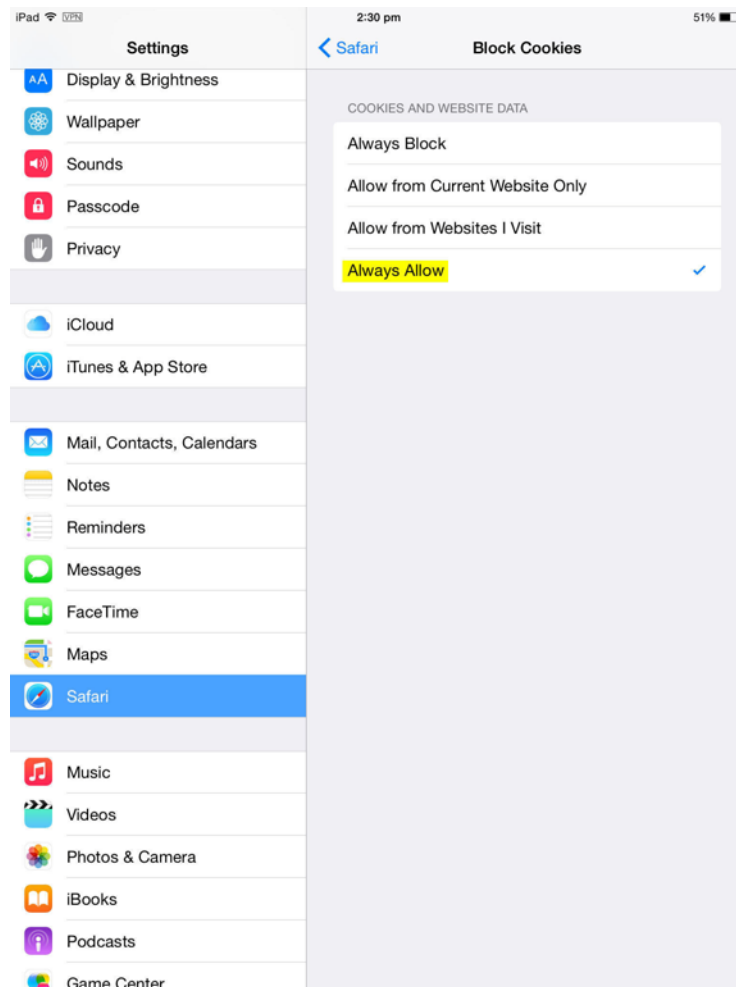 iPad VPN 2:30 pm 51%
Settings
Safari Block Cookies
Display & Brightness
Wallpaper
Sounds
Passcode
Privacy
iCloud
iTunes & App Store
Mail, Contacts, Calendars
Notes
Reminders
Messages
FaceTime
Maps
Safari
Music
Videos
Photos & Camera
iBooks
Podcasts
Game Center
COOKIES AND WEBSITE DATA
Always Block
Allow from Current Website Only
Allow from Websites I Visit
Always Allow